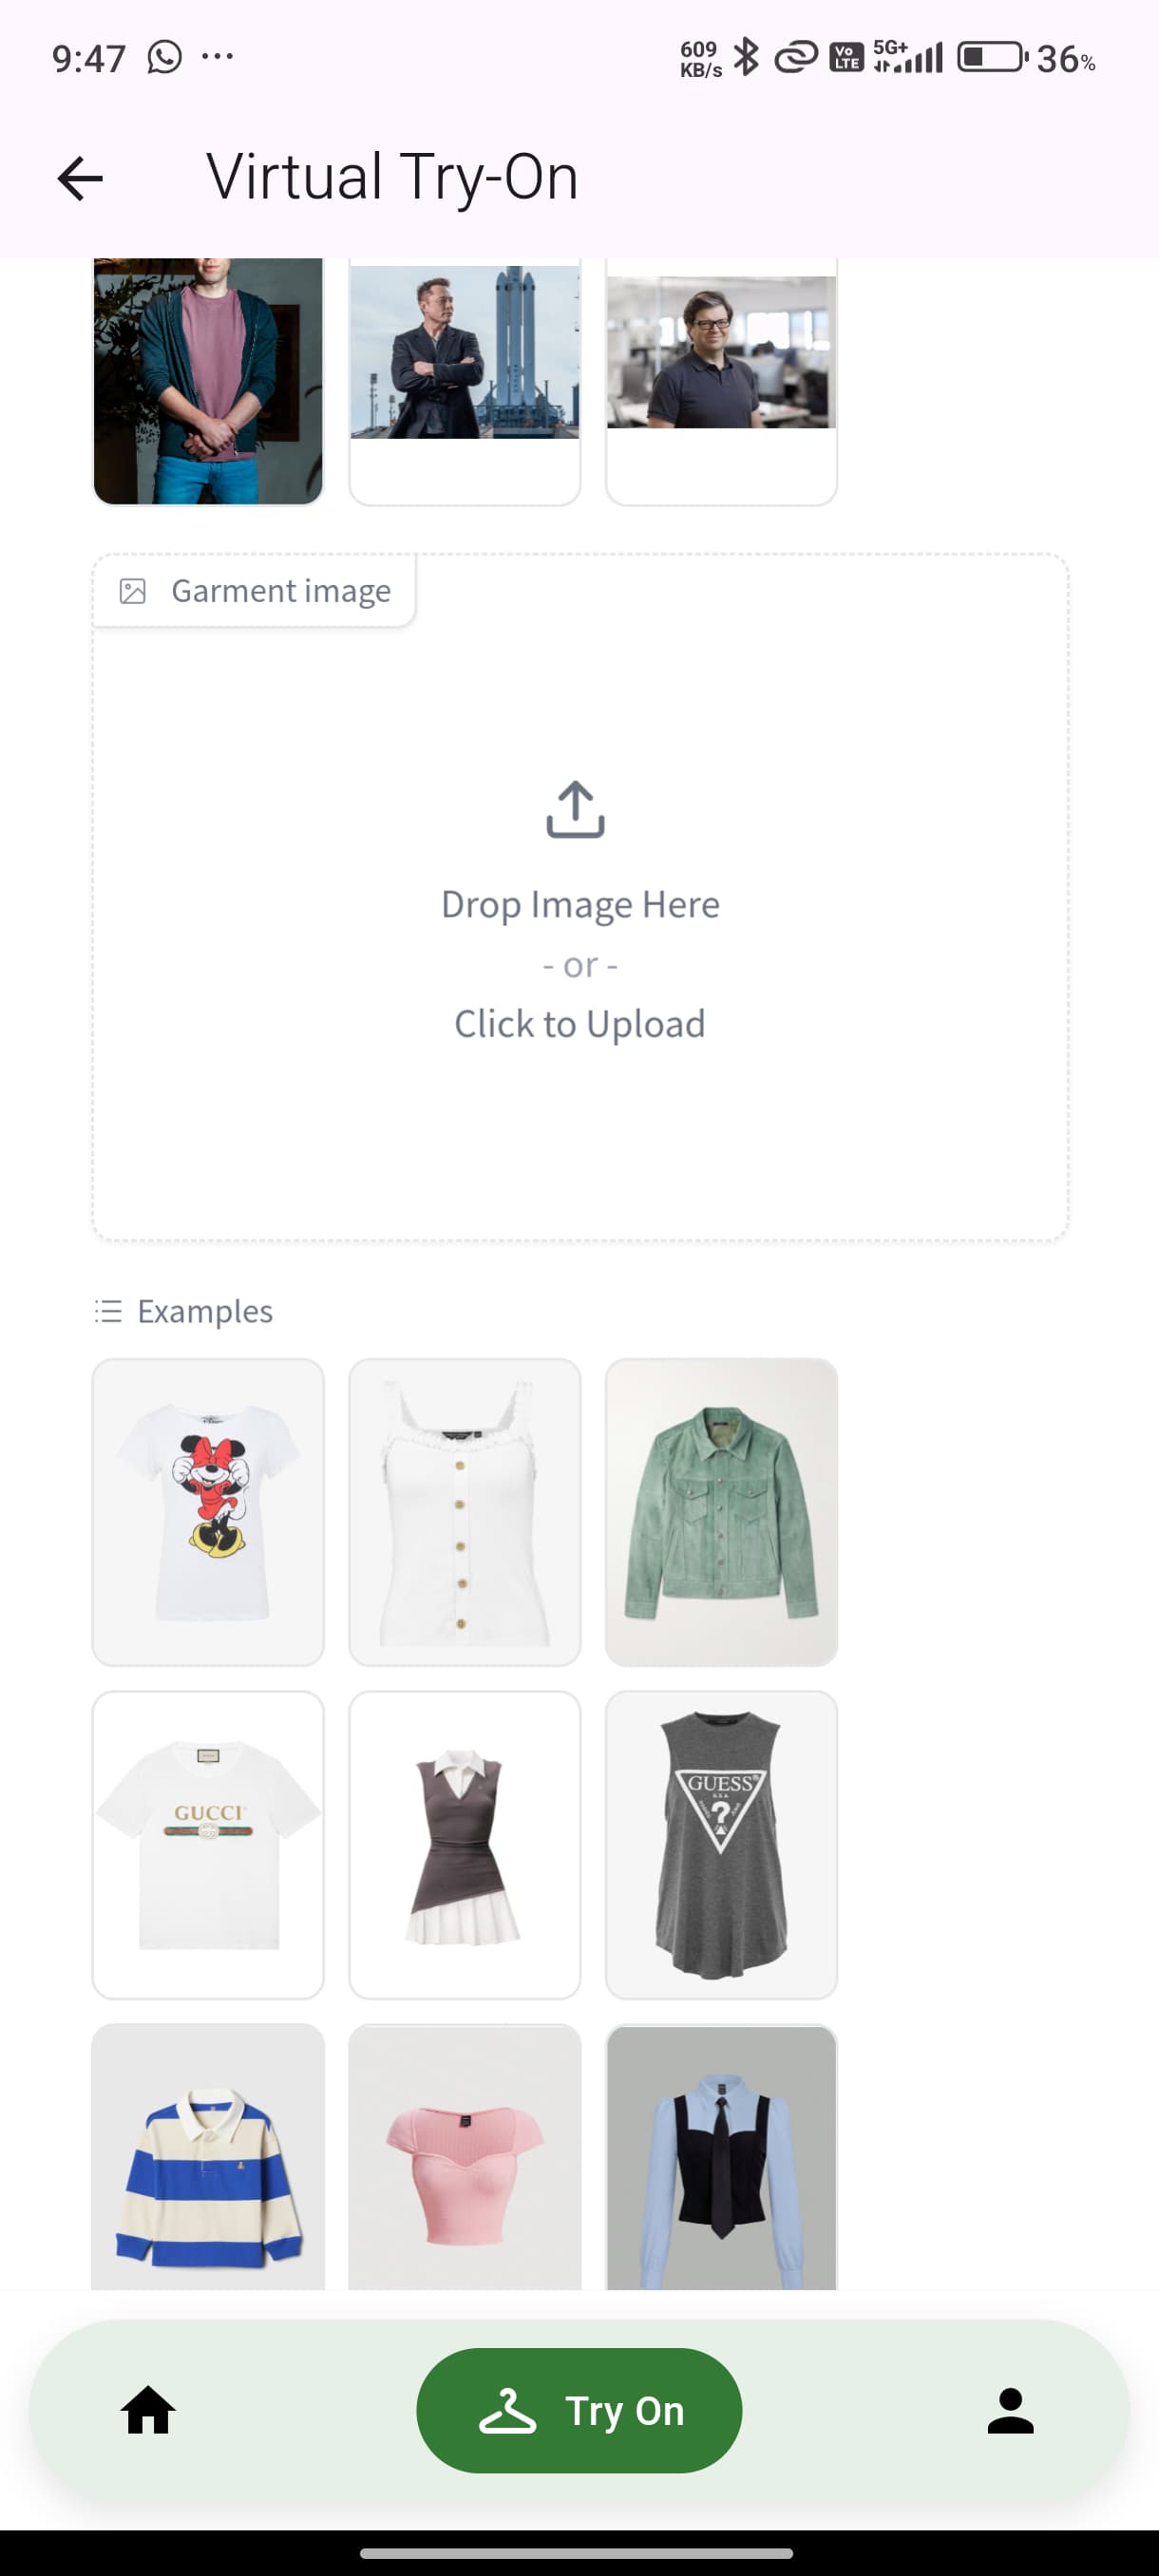 9:47 ... 609 KB/s Vo LTE 5G+ 36%
Virtual Try-On
Garment image
Drop Image Here
- or -
Click to Upload
Examples
GUCCI
GUESS
U.S.A.
?
Try On